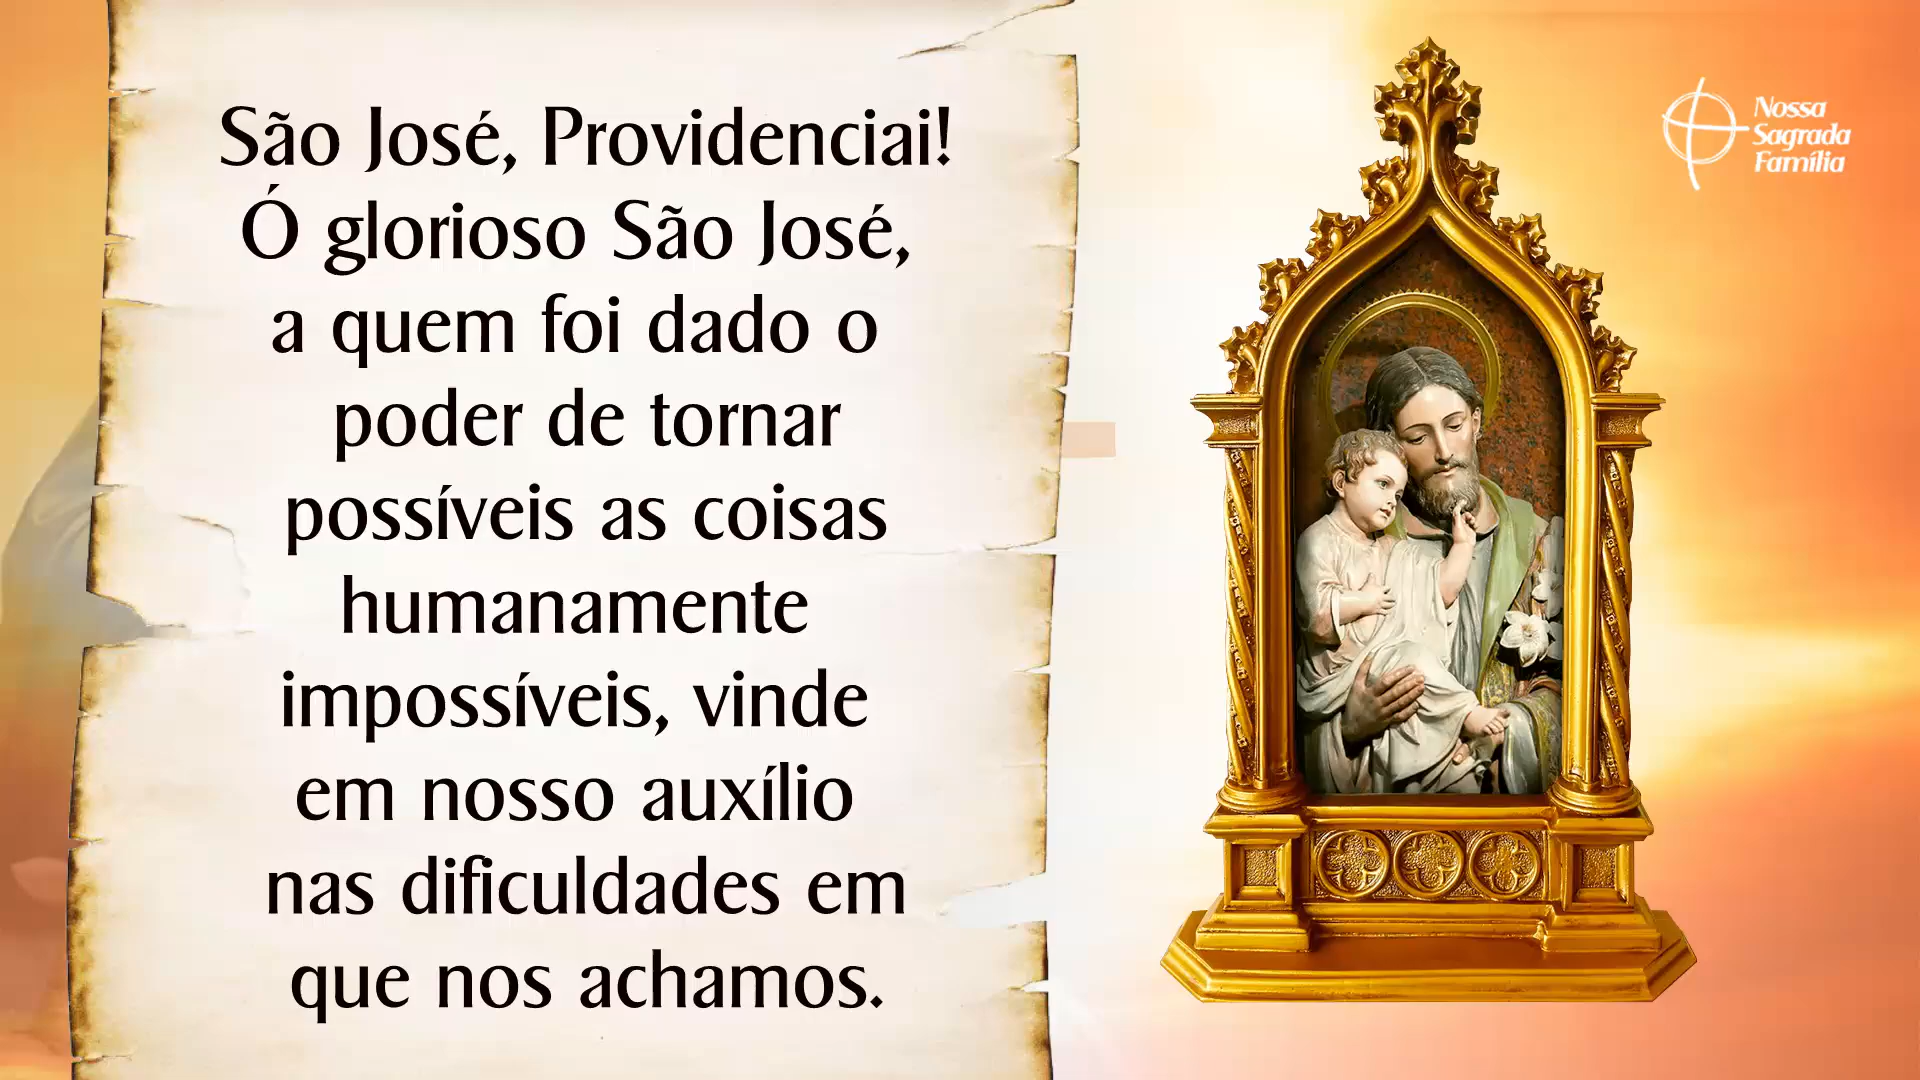 São José, Providenciai!
Ó glorioso São José,
a quem foi dado o
poder de tornar
possíveis as coisas
humanamente
impossíveis, vinde
em nosso auxílio
nas dificuldades em
que nos achamos.
Nossa
Sagrada
Família